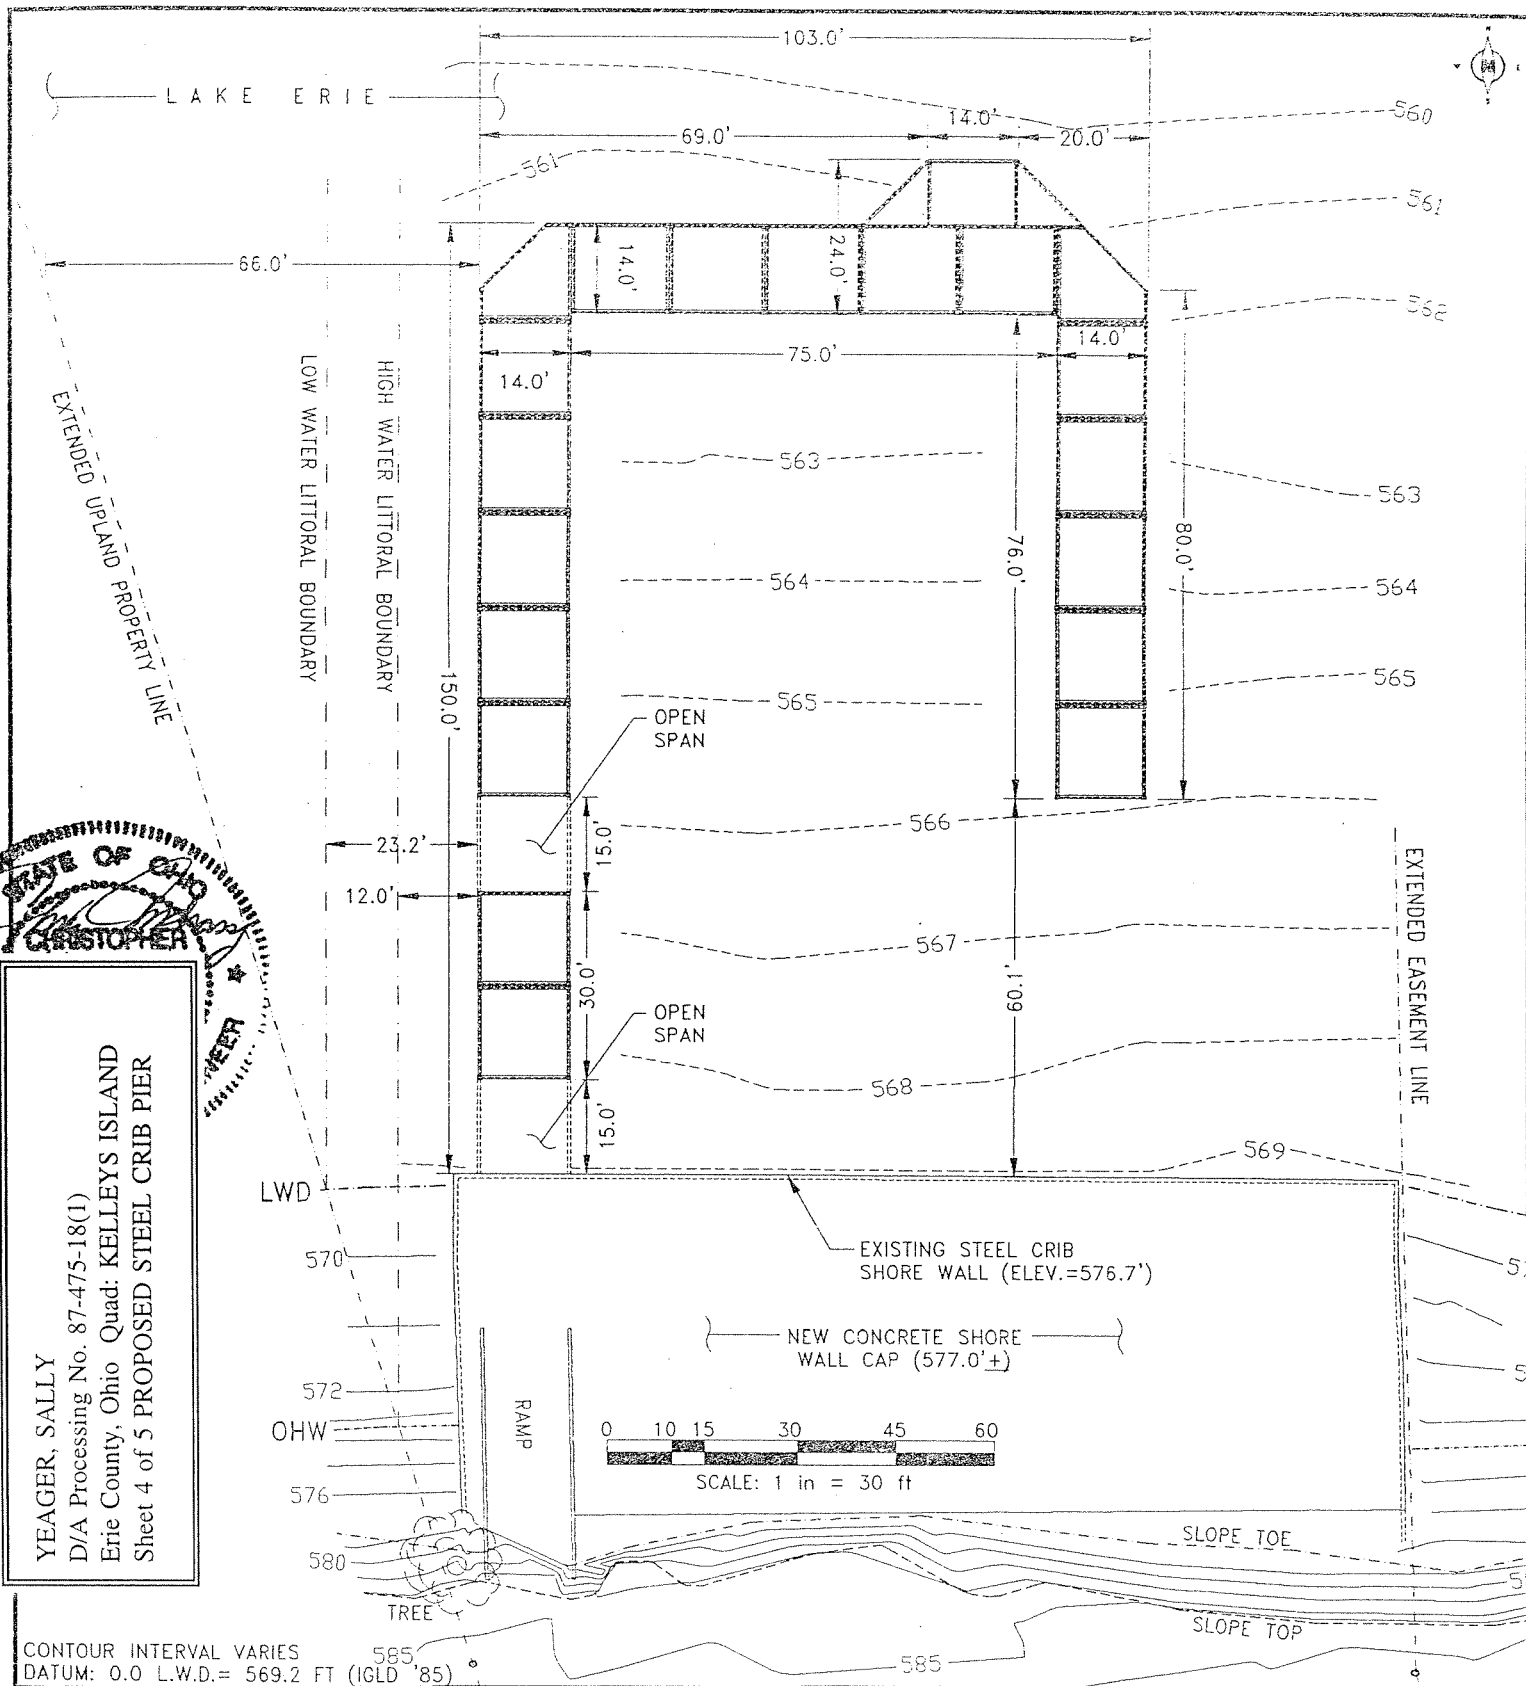 103.0'
LAKE ERIE
560
14.0'
69.0'
20.0'
561
561
66.0'
14.0'
24.0'
562
14.0'
75.0'
14.0'
LOW WATER LITTORAL BOUNDARY
HIGH WATER LITTORAL BOUNDARY
EXTENDED UPLAND PROPERTY LINE
563
563
76.0'
80.0'
564
564
150.0'
565
565
OPEN
SPAN
566
15.0'
23.2'
12.0'
STATE OF OHIO
CHRISTOPHER
EXTENDED EASEMENT LINE
567
30.0'
60.1'
OPEN
SPAN
568
15.0'
569
LWD
570
EXISTING STEEL CRIB
SHORE WALL (ELEV.=576.7')
NEW CONCRETE SHORE
WALL CAP (577.0'±)
572
OHW
RAMP
0 10 15 30 45 60
SCALE: 1 in = 30 ft
576
SLOPE TOE
580
TREE
SLOPE TOP
585
585
CONTOUR INTERVAL VARIES
DATUM: 0.0 L.W.D.= 569.2 FT (IGLD '85)
YEAGER, SALLY
D/A Processing No. 87-475-18(1)
Erie County, Ohio Quad: KELLEYS ISLAND
Sheet 4 of 5 PROPOSED STEEL CRIB PIER